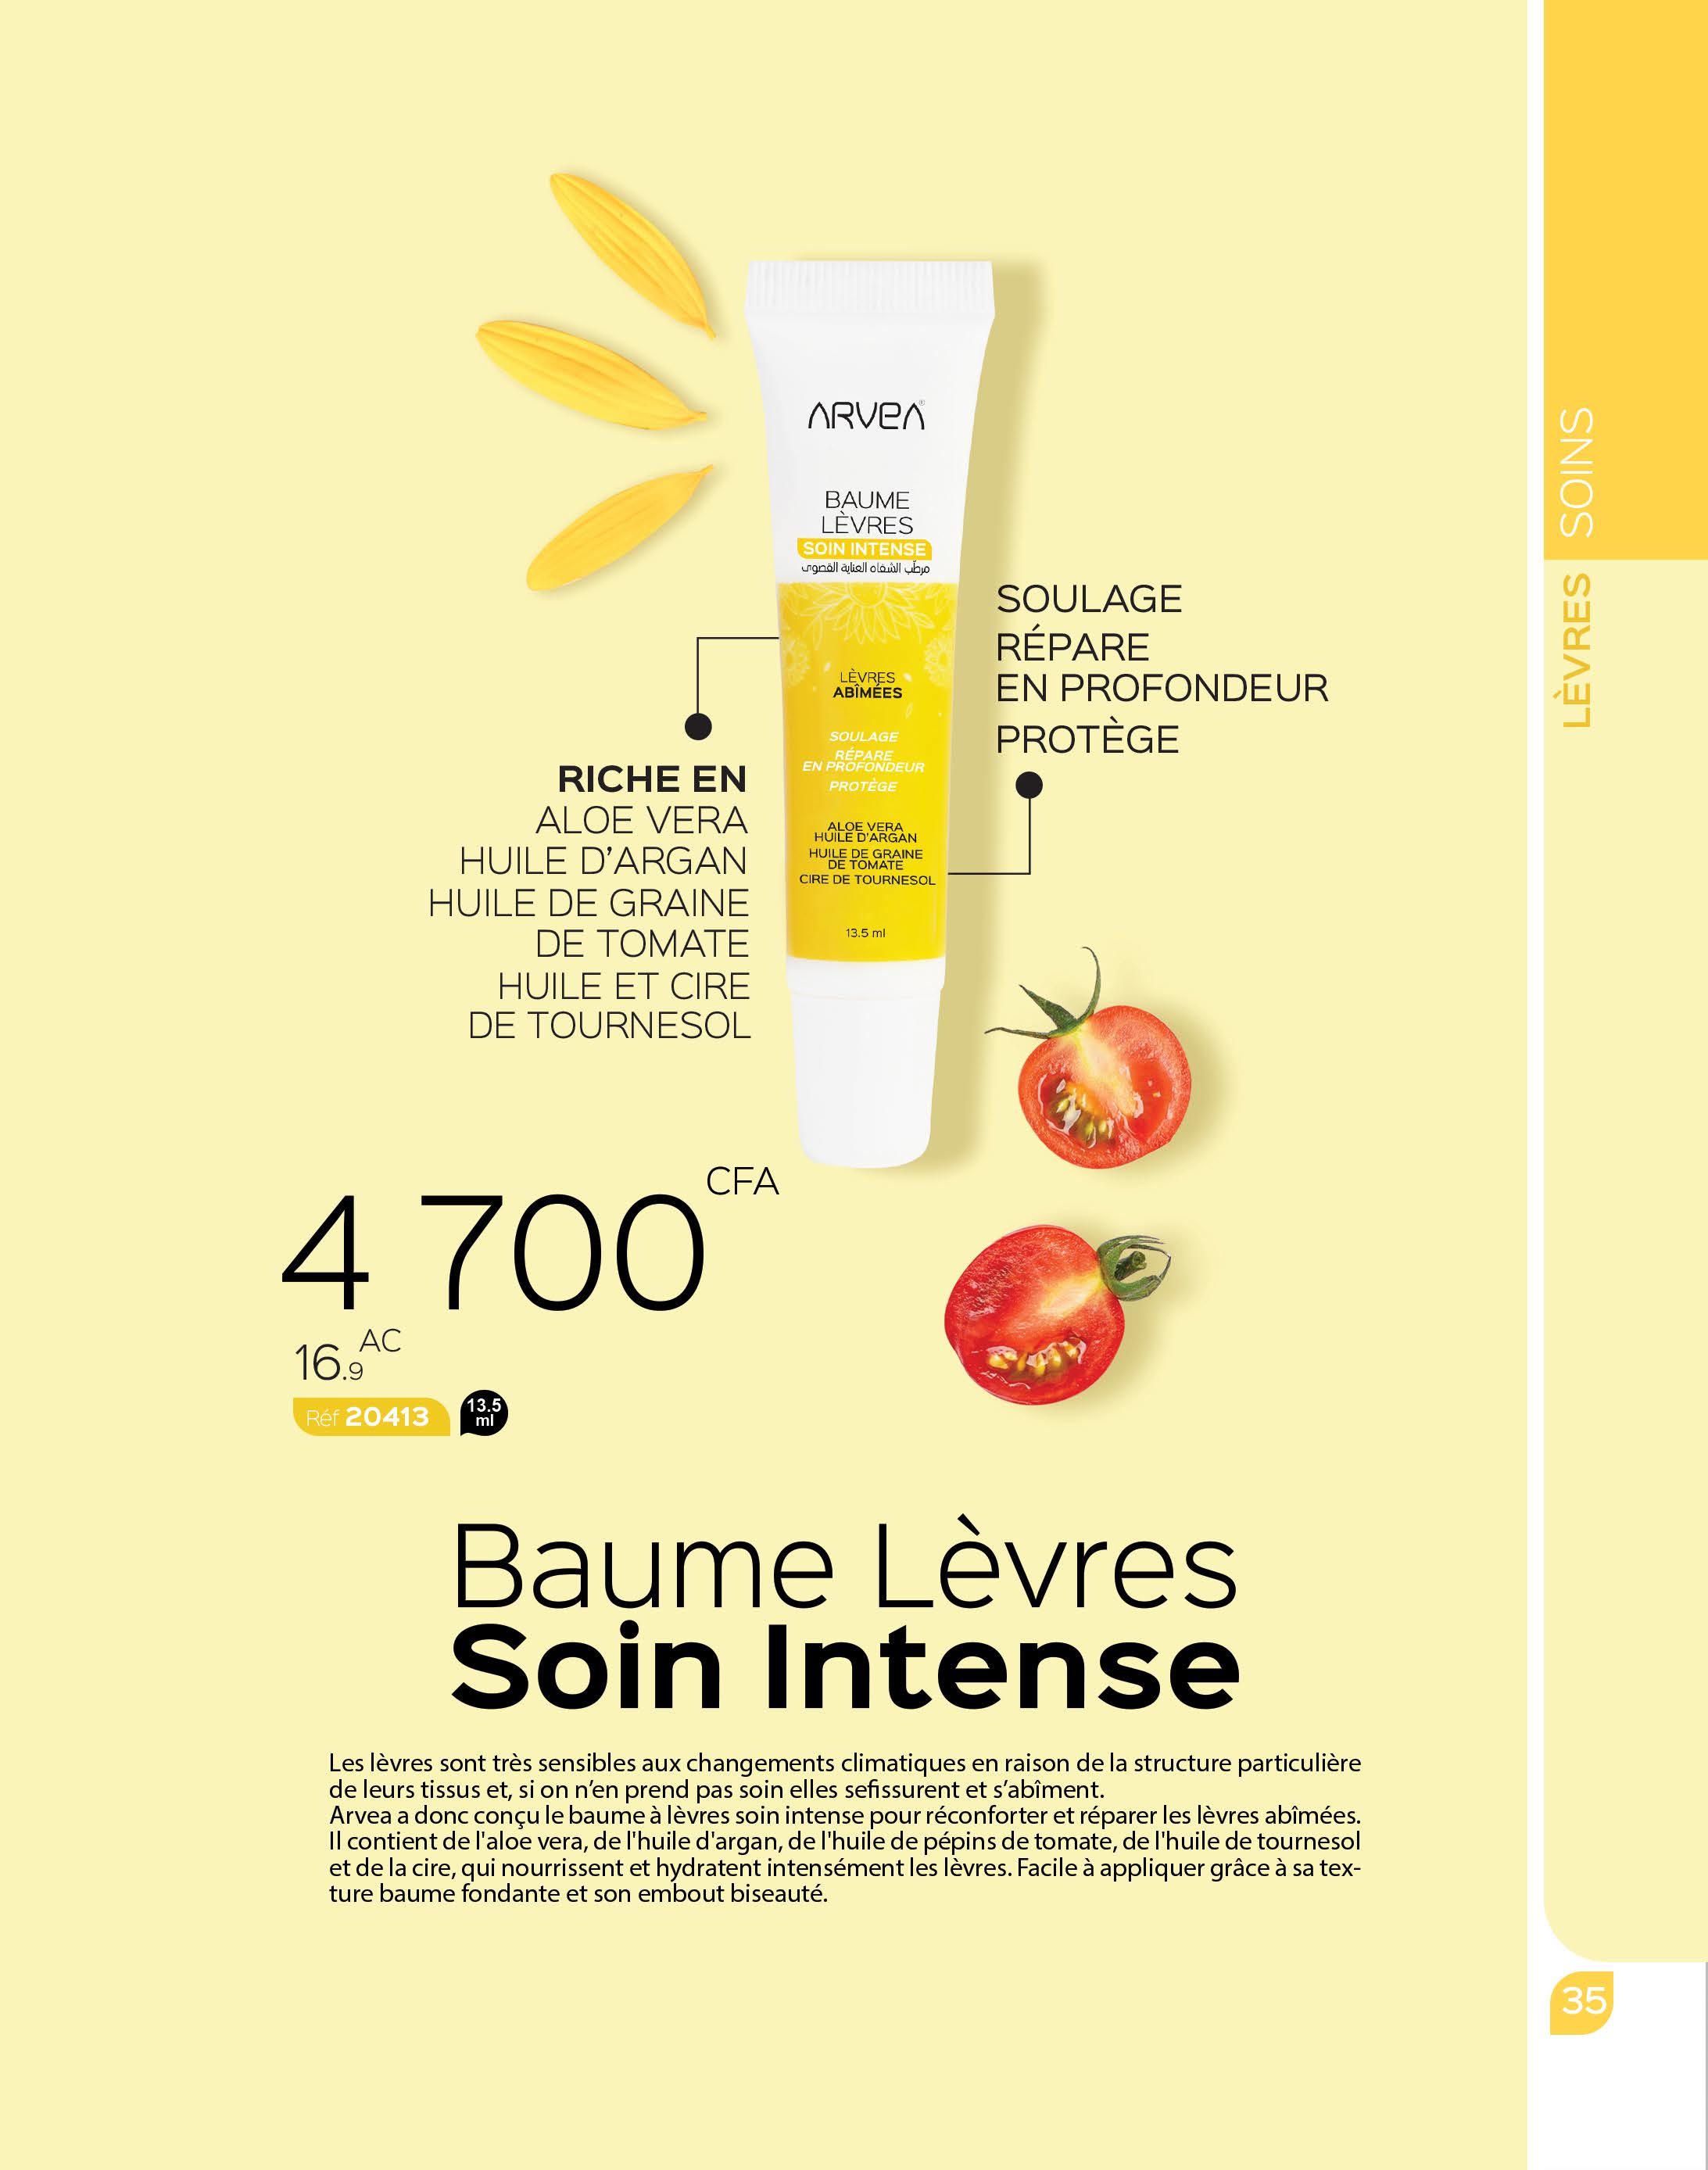 ARVEA®
BAUME
LÈVRES
SOIN INTENSE
مرطّب الشفاه العناية القصوى
LÈVRES
ABÎMÉES
SOULAGE
RÉPARE
EN PROFONDEUR
PROTÈGE
ALOE VERA
HUILE D'ARGAN
HUILE DE GRAINE
DE TOMATE
CIRE DE TOURNESOL
13.5 ml
SOULAGE
RÉPARE
EN PROFONDEUR
PROTÈGE
RICHE EN
ALOE VERA
HUILE D’ARGAN
HUILE DE GRAINE
DE TOMATE
HUILE ET CIRE
DE TOURNESOL
4 700 CFA
16.9 AC
Réf 20413
13.5
ml
Baume Lèvres
Soin Intense
Les lèvres sont très sensibles aux changements climatiques en raison de la structure particulière
de leurs tissus et, si on n’en prend pas soin elles sefissurent et s’abîment.
Arvea a donc conçu le baume à lèvres soin intense pour réconforter et réparer les lèvres abîmées.
Il contient de l'aloe vera, de l'huile d'argan, de l'huile de pépins de tomate, de l'huile de tournesol
et de la cire, qui nourrissent et hydratent intensément les lèvres. Facile à appliquer grâce à sa tex-
ture baume fondante et son embout biseauté.
LÈVRES SOINS
35